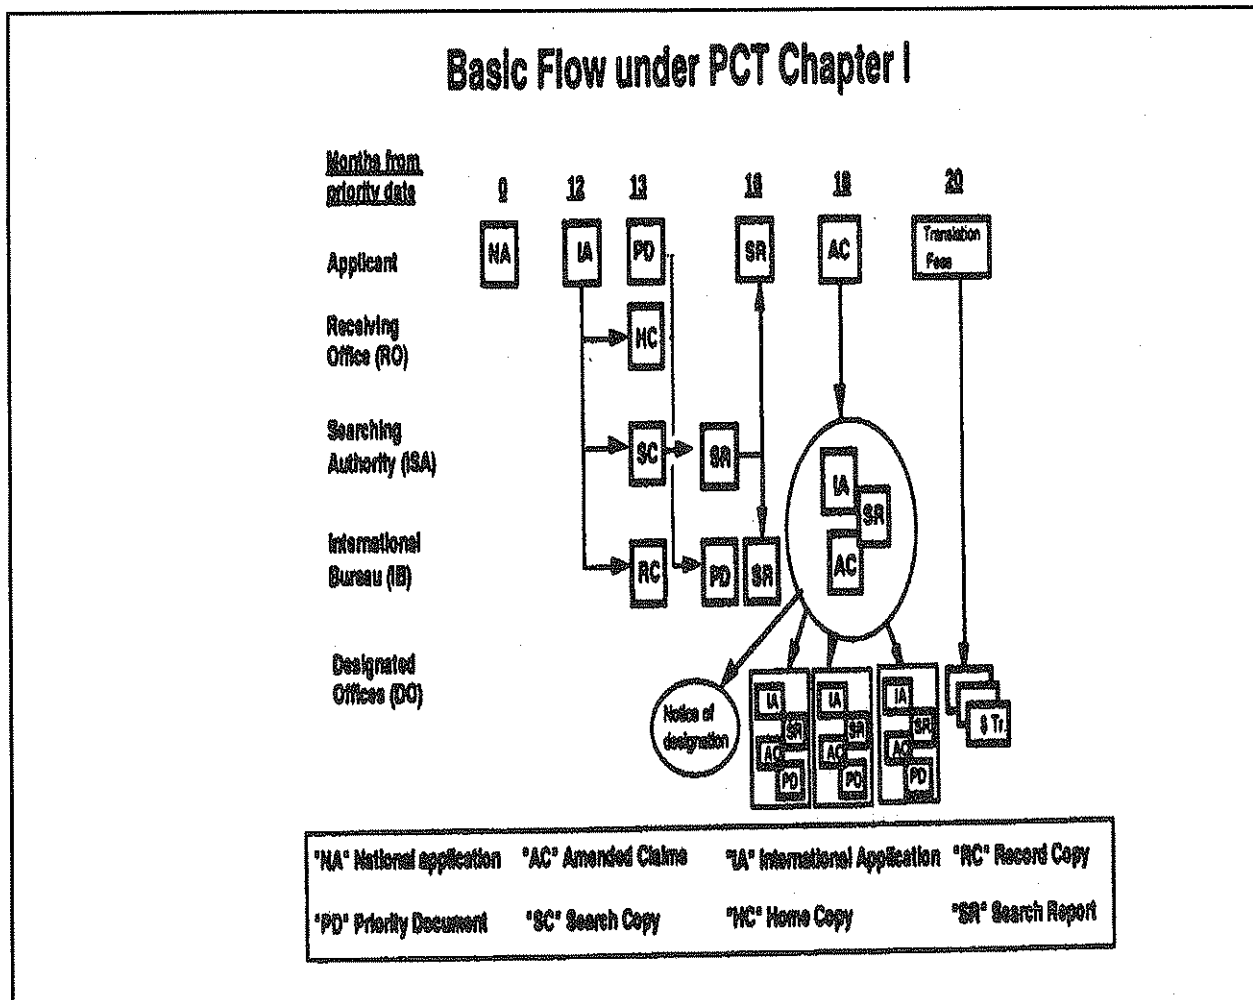 Basic Flow under PCT Chapter I
Months from
priority date
0 12 13 16 18 20
Applicant
NA IA PD SR AC
Translation
Fees
Receiving
Office (RO)
HC
Searching
Authority (ISA)
SC SR
IA
SR
AC
International
Bureau (IB)
RC PD SR
Designated
Offices (DO)
Notice of
designation
IA
SR
AC
PD
IA
SR
AC
PD
IA
SR
AC
PD
$ Tr.
"NA" National application "AC" Amended Claims "IA" International Application "RC" Record Copy
"PD" Priority Document "SC" Search Copy "HC" Home Copy "SR" Search Report